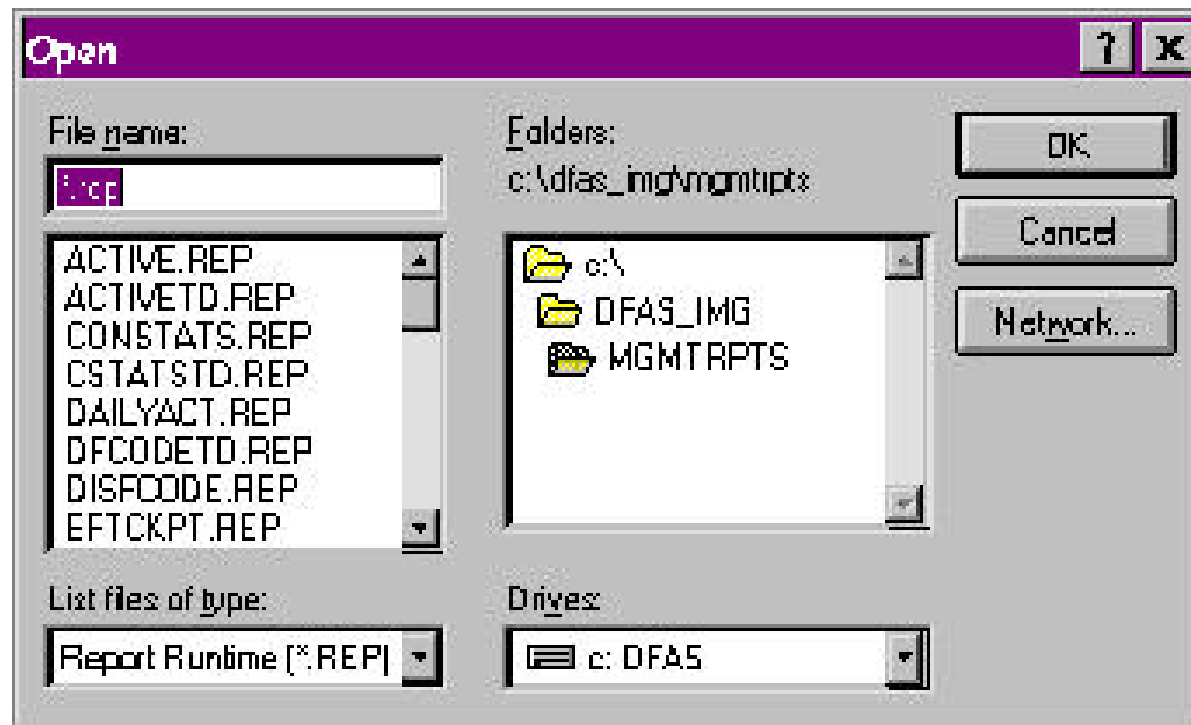 Open
File name:
*.rep
ACTIVE.REP
ACTIVETD.REP
CONSTATS.REP
CSTATSTD.REP
DAILYACT.REP
DFCODETD.REP
DISFCODE.REP
EFTCKPT.REP
List files of type:
Report Runtime (*.REP)
Folders:
c:\dfas_img\mgmtrpts
c:\
DFAS_IMG
MGMTRPTS
Drives:
c: DFAS
OK
Cancel
Network...